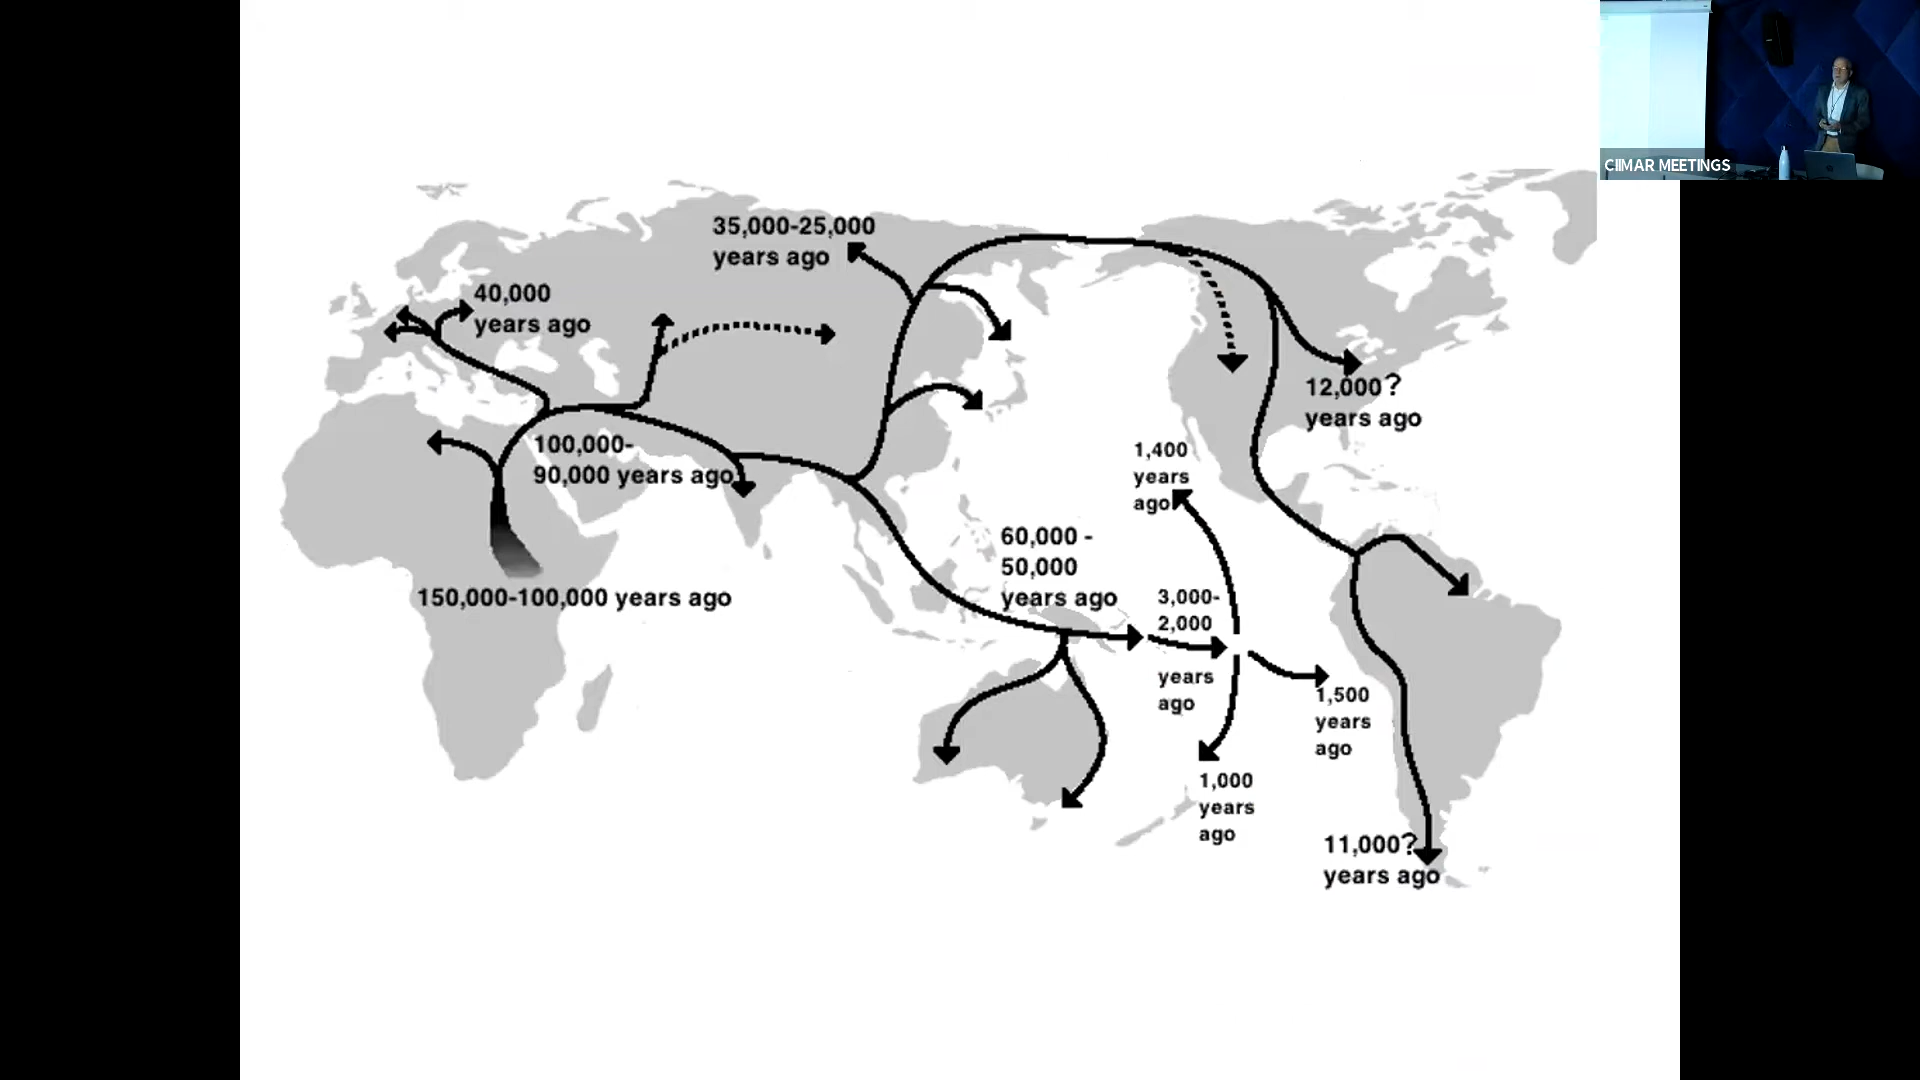 CIIMAR MEETINGS
35,000-25,000
years ago
40,000
years ago
100,000-
90,000 years ago
150,000-100,000 years ago
60,000 -
50,000
years ago
3,000-
2,000
years
ago
1,400
years
ago
12,000?
years ago
1,500
years
ago
1,000
years
ago
11,000?
years ago